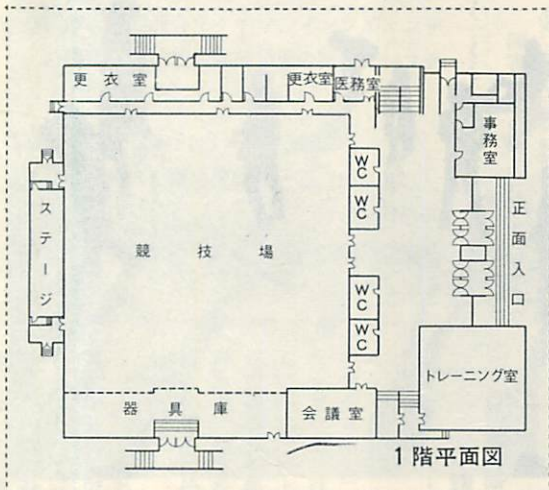 更衣室
更衣室
医務室
事務室
WC
WC
ステージ
競技場
正面入口
WC
WC
トレーニング室
器具庫
会議室
1階平面図